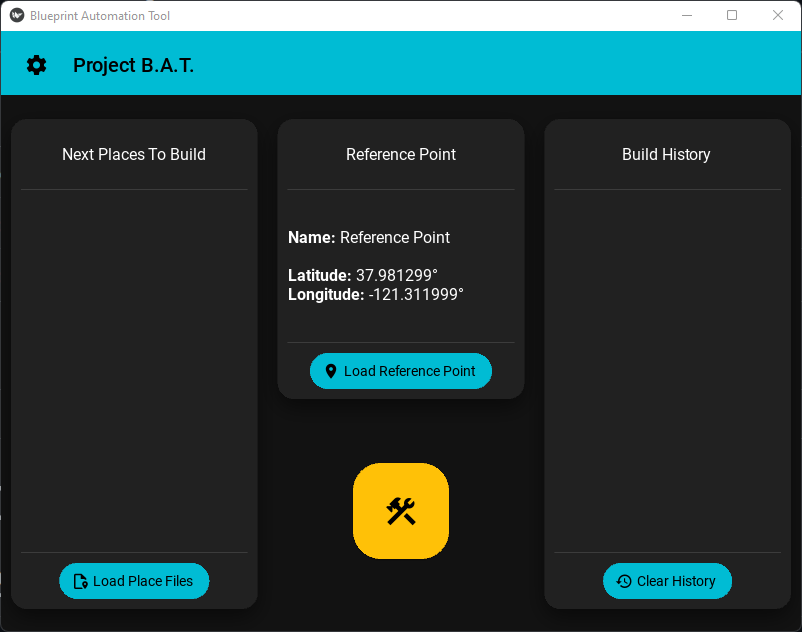 Blueprint Automation Tool
Project B.A.T.
Next Places To Build
Load Place Files
Reference Point
Name: Reference Point
Latitude: 37.981299°
Longitude: -121.311999°
Load Reference Point
Build History
Clear History